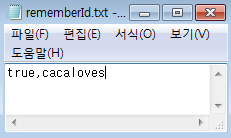 rememberId.txt -...
파일(F) 편집(E) 서식(O) 보기(V)
도움말(H)
true,cacaloves